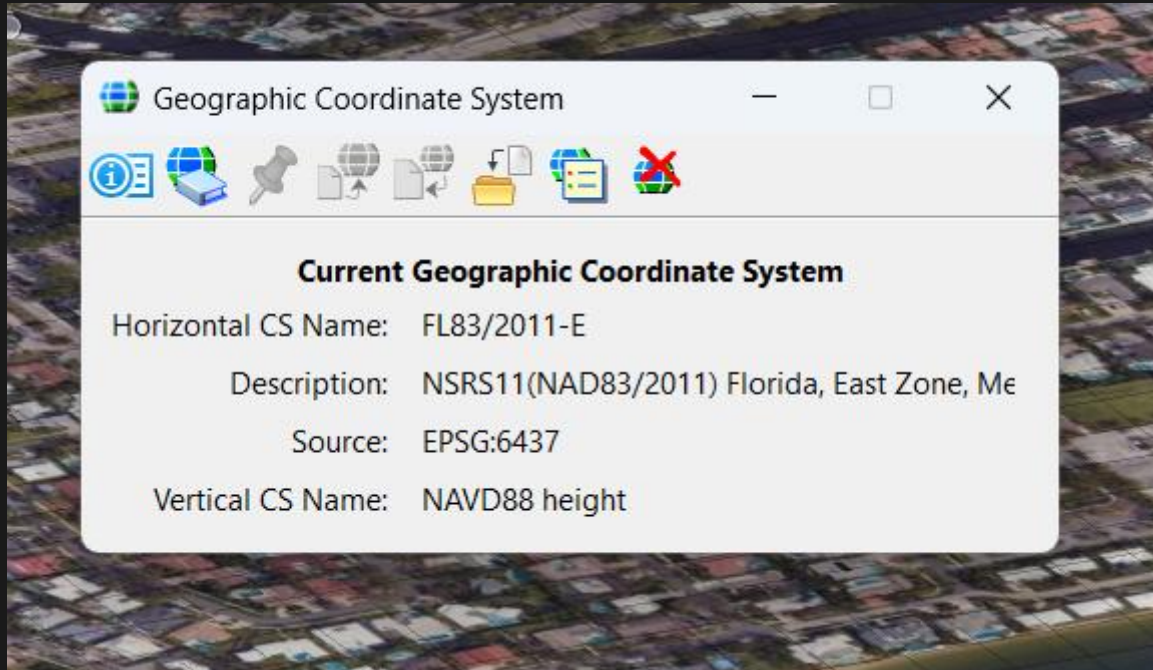 Geographic Coordinate System
Current Geographic Coordinate System
Horizontal CS Name: FL83/2011-E
Description: NSRS11(NAD83/2011) Florida, East Zone, Me
Source: EPSG:6437
Vertical CS Name: NAVD88 height